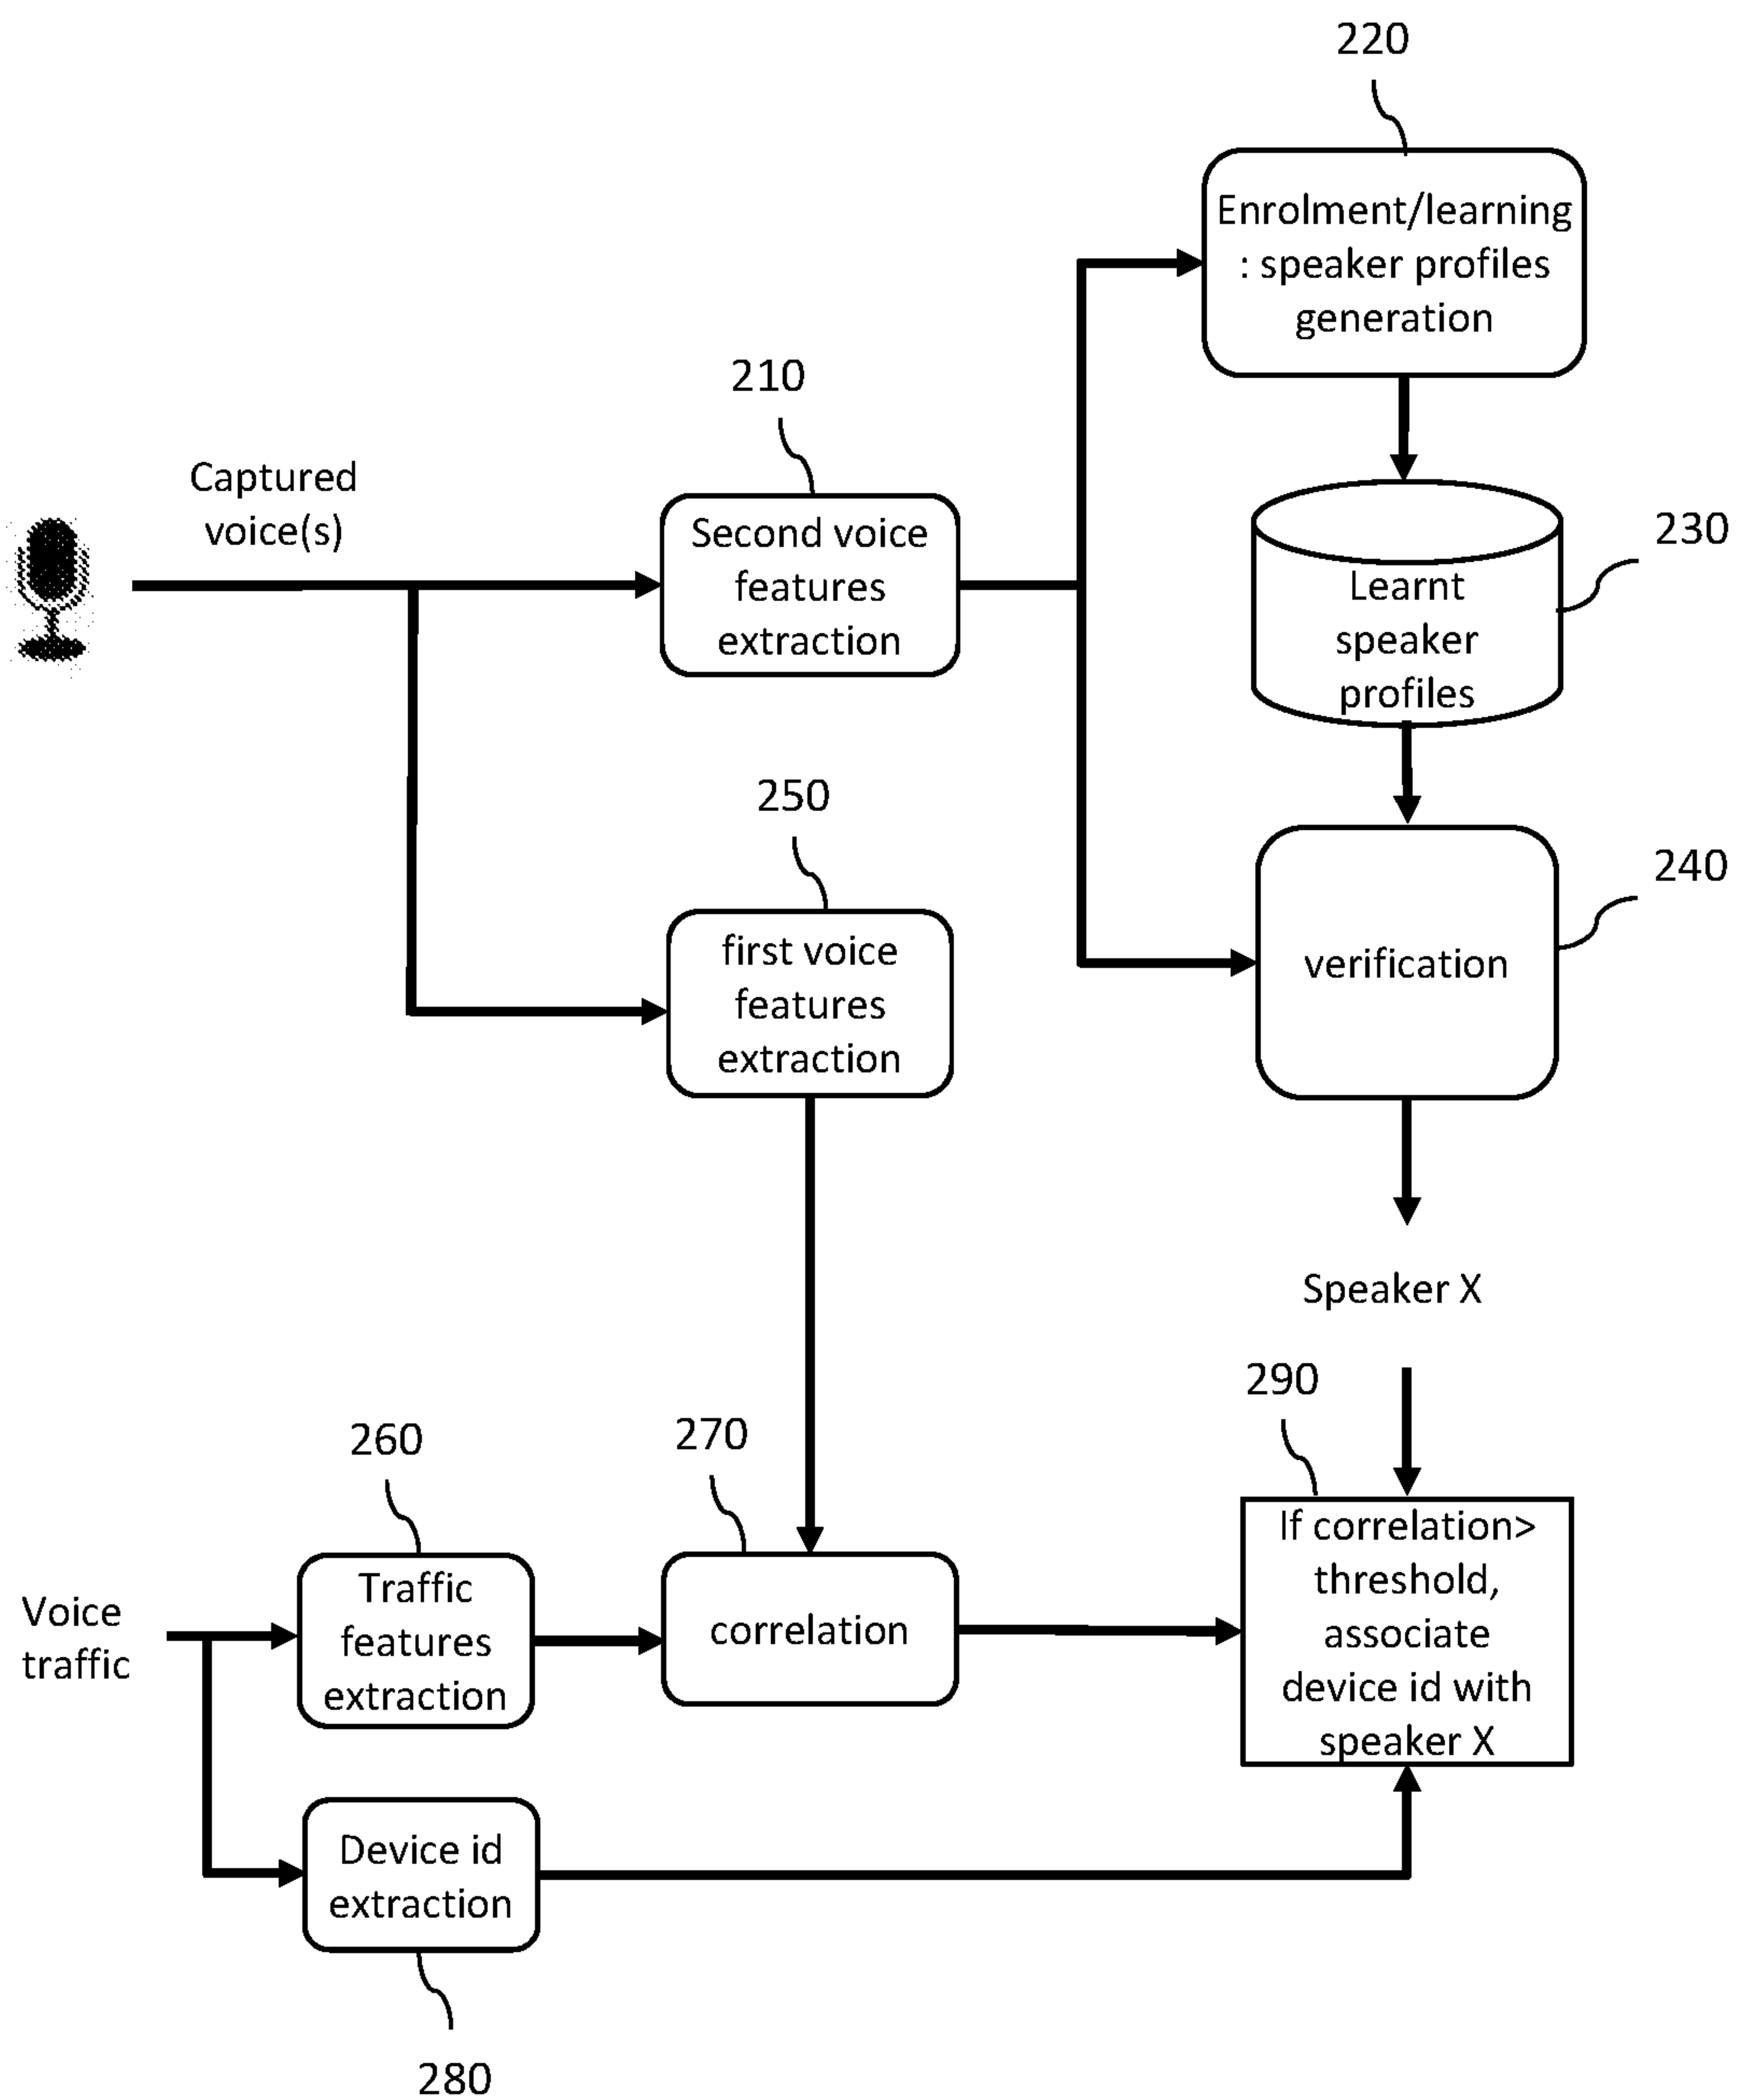 220
Enrolment/learning
: speaker profiles
generation
210
Captured
voice(s)
Second voice
features
extraction
230
Learnt
speaker
profiles
250
240
first voice
features
extraction
verification
Speaker X
290
260
270
If correlation>
threshold,
associate
device id with
speaker X
Voice
traffic
Traffic
features
extraction
correlation
Device id
extraction
280